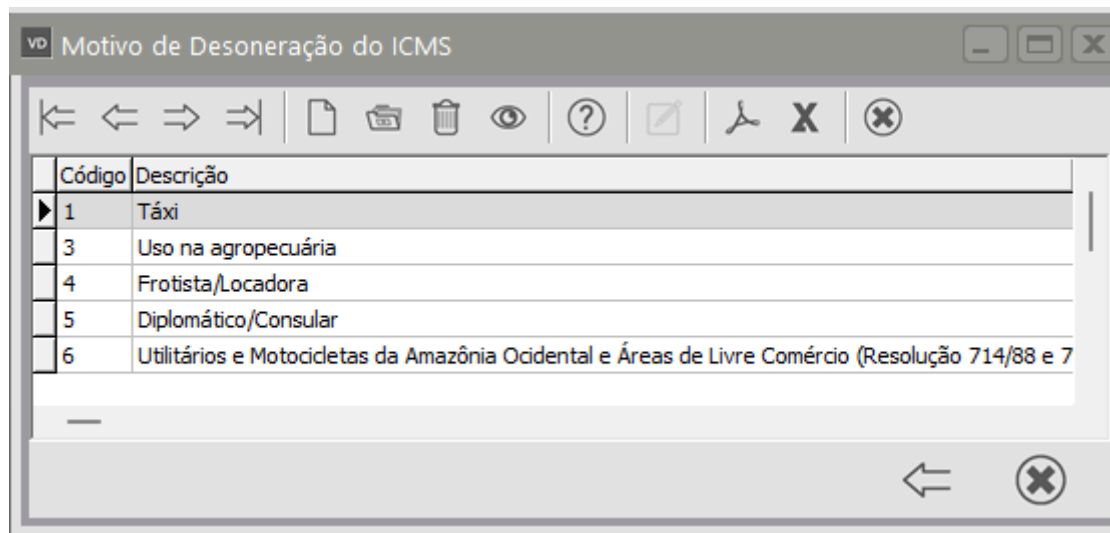 VD Motivo de Desoneração do ICMS
Código Descrição
1 Táxi
3 Uso na agropecuária
4 Frotista/Locadora
5 Diplomático/Consular
6 Utilitários e Motocicletas da Amazônia Ocidental e Áreas de Livre Comércio (Resolução 714/88 e 7